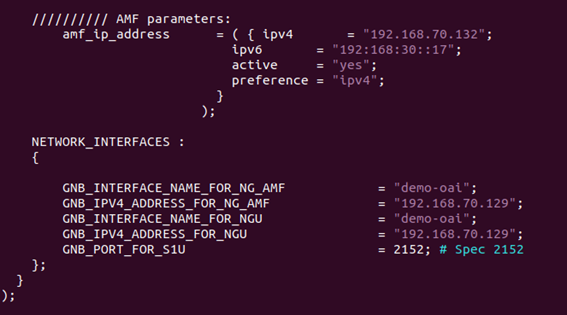 ////////// AMF parameters:
amf_ip_address = ( { ipv4 = "192.168.70.132";
ipv6 = "192:168:30::17";
active = "yes";
preference = "ipv4";
}
);
NETWORK_INTERFACES :
{
GNB_INTERFACE_NAME_FOR_NG_AMF = "demo-oai";
GNB_IPV4_ADDRESS_FOR_NG_AMF = "192.168.70.129";
GNB_INTERFACE_NAME_FOR_NGU = "demo-oai";
GNB_IPV4_ADDRESS_FOR_NGU = "192.168.70.129";
GNB_PORT_FOR_S1U = 2152; # Spec 2152
};
}
);